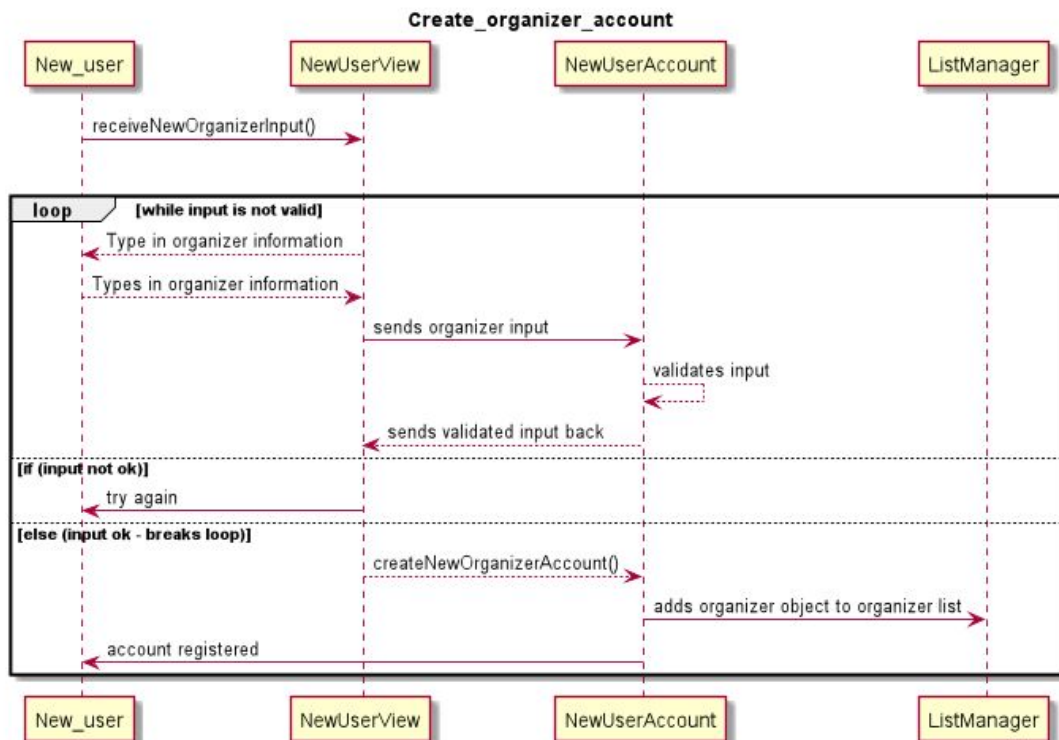 Create_organizer_account
New_user NewUserView NewUserAccount ListManager
receiveNewOrganizerInput()
loop [while input is not valid]
Type in organizer information
Types in organizer information
sends organizer input
validates input
sends validated input back
[if (input not ok)]
try again
[else (input ok - breaks loop)]
createNewOrganizerAccount()
adds organizer object to organizer list
account registered
New_user NewUserView NewUserAccount ListManager